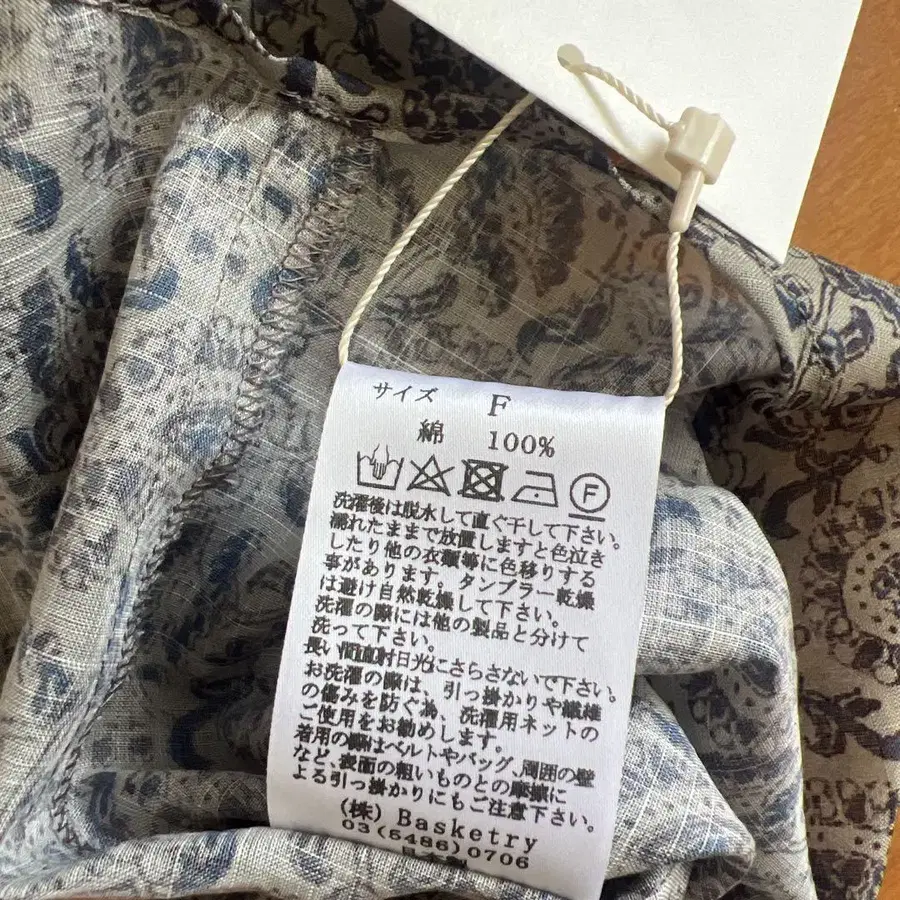 サイズ F
綿 100%
F
洗濯後は脱水して直ぐ干して下さい。
濡れたままで放置しますと色泣き
したり他の衣類等に色移りする
事があります。タンブラー乾燥
は避け自然乾燥して下さい。
洗濯の際には他の製品と分けて
洗って下さい。
長い間直射日光にさらさないで下さい。
お洗濯の際は、引っ掛かりや繊維
の傷みを防ぐ為、洗濯用ネットの
ご使用をお勧めします。
着用の際はベルトやバッグ、周囲の壁
など、表面の粗いものとの摩擦に
よる引っ掛かりにもご注意下さい。
(株) Basketry
03(5486)0706
日本製